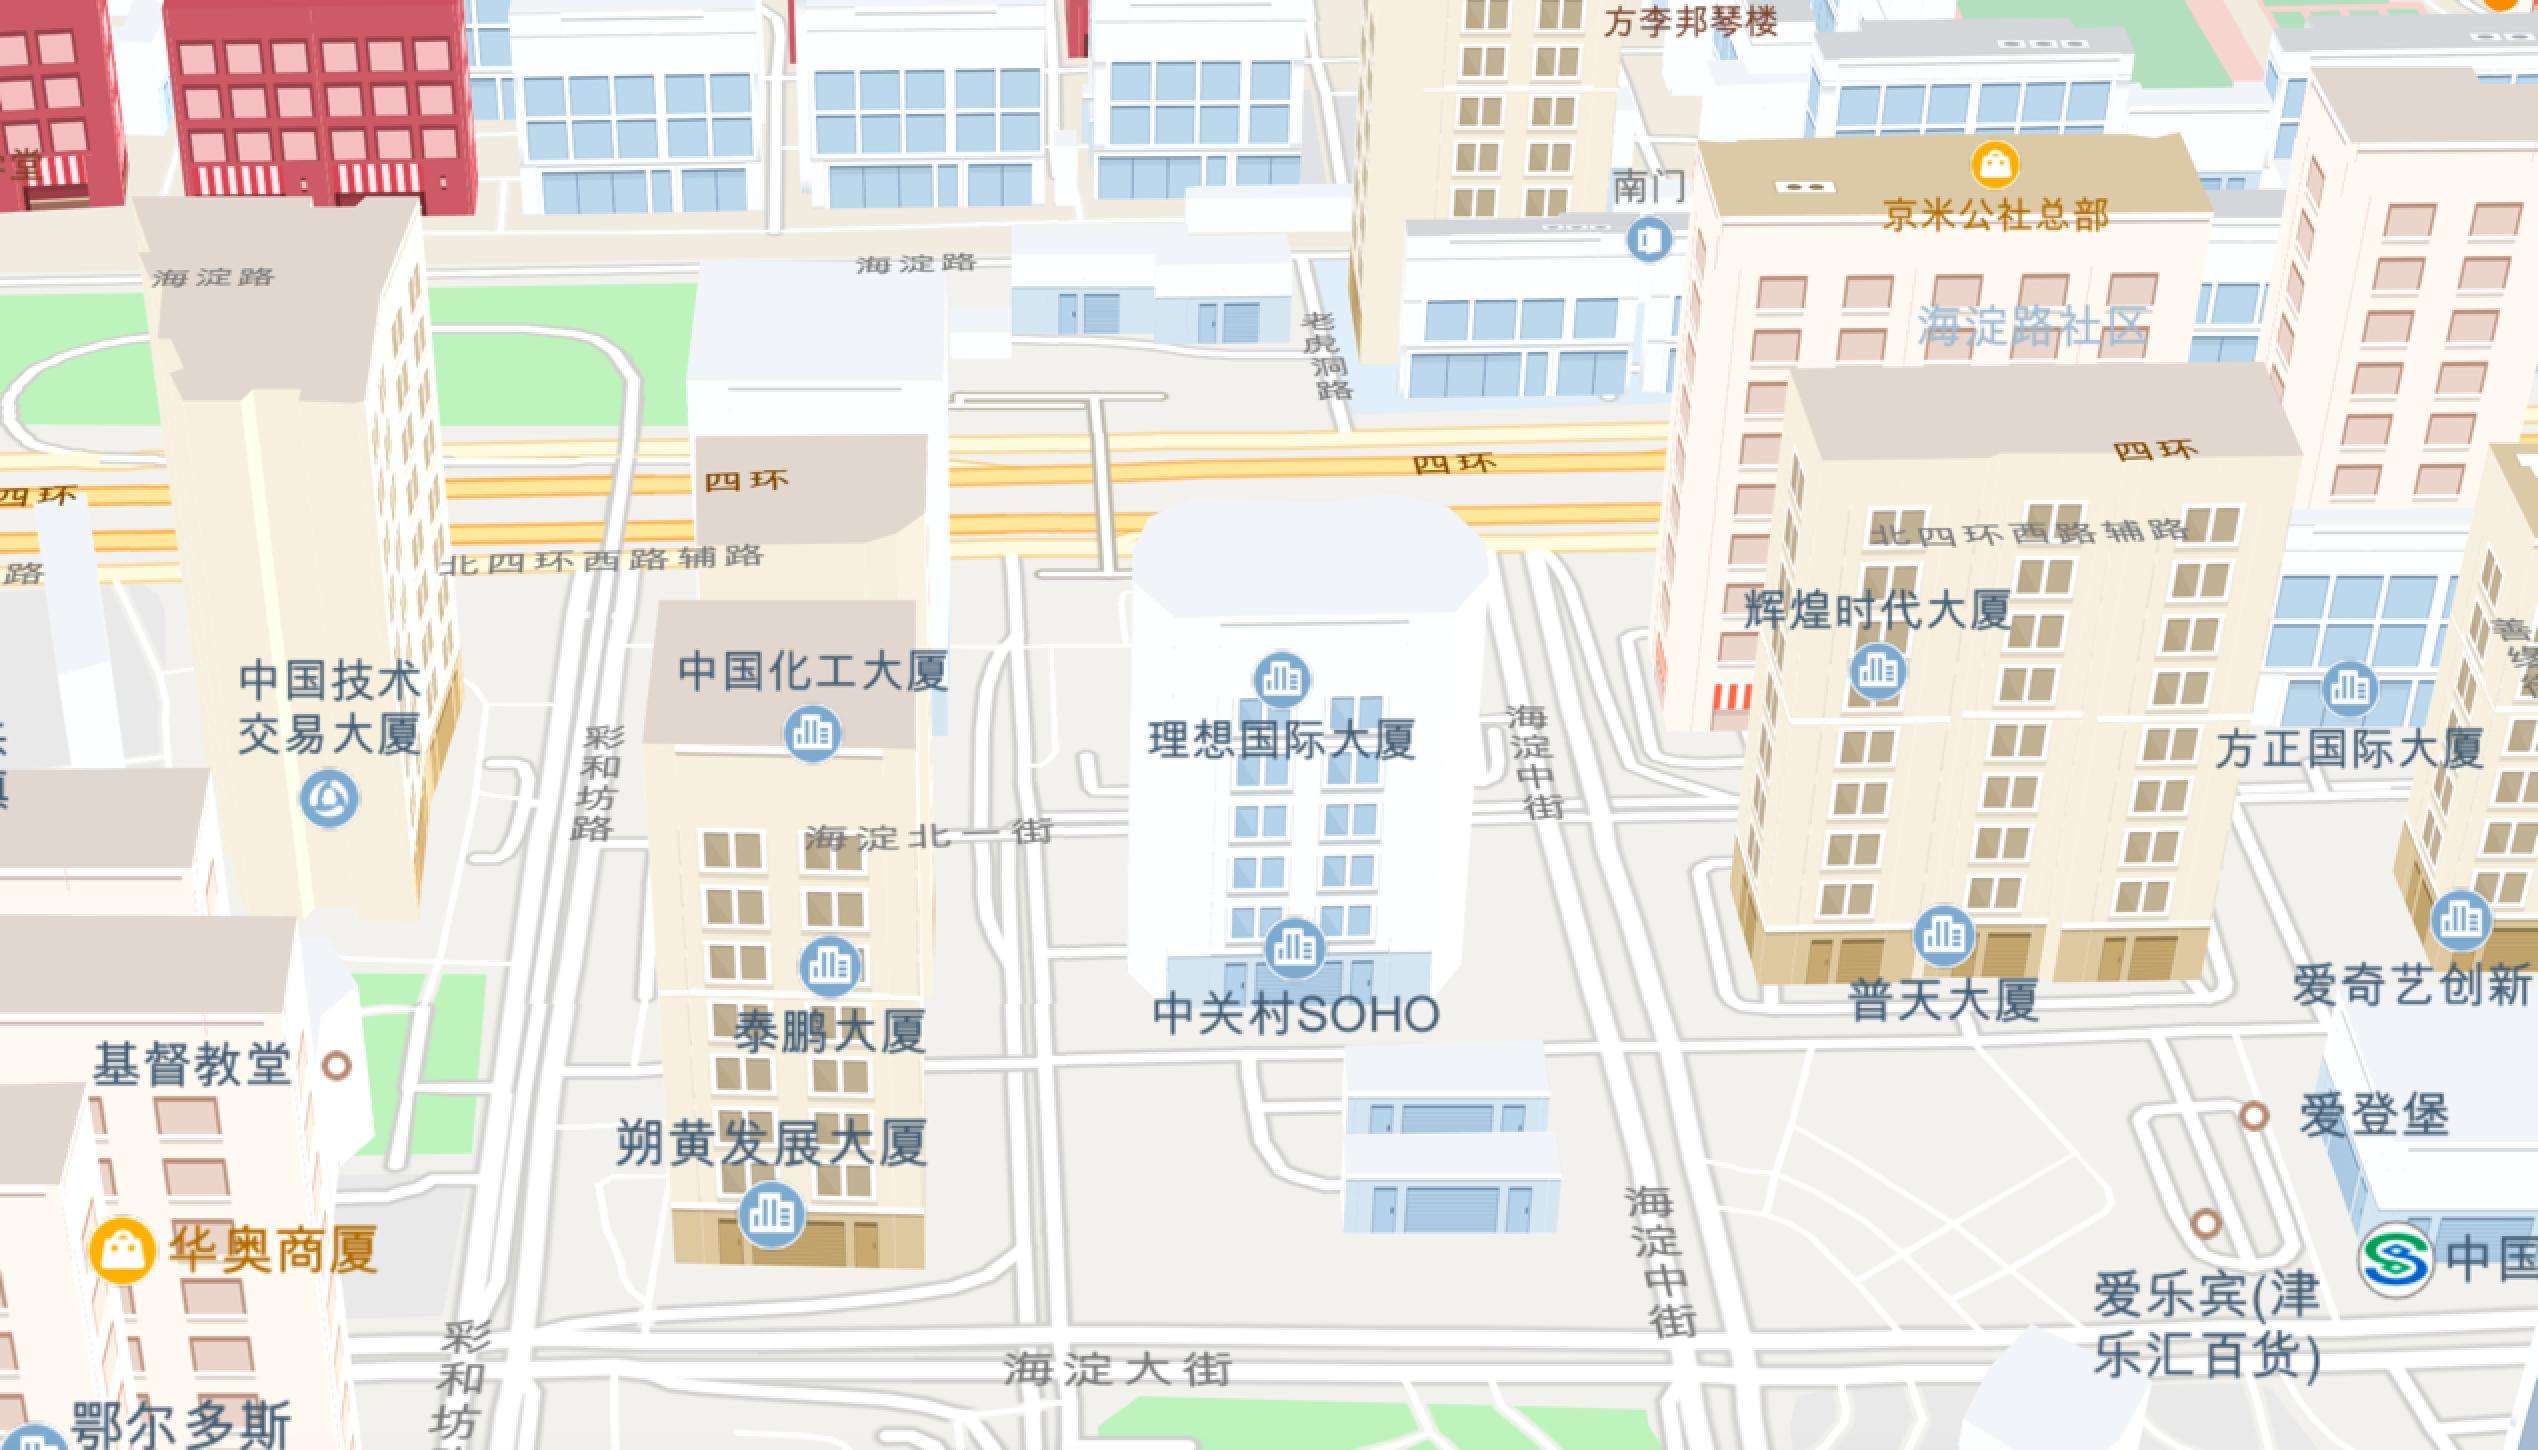 方李邦琴楼
堂
南门
京米公社总部
海淀路
海淀路
老虎洞路
海淀路社区
四环
四环
四环
四环
北四环西路辅路
北四环西路辅路
路
辉煌时代大厦
中国技术
交易大厦
中国化工大厦
理想国际大厦
方正国际大厦
彩和坊路
海淀中街
海淀北一街
中关村SOHO
普天大厦
爱奇艺创新
泰鹏大厦
基督教堂
爱登堡
朔黄发展大厦
华奥商厦
海淀中街
中国
爱乐宾(津
乐汇百货)
彩和坊
海淀大街
鄂尔多斯